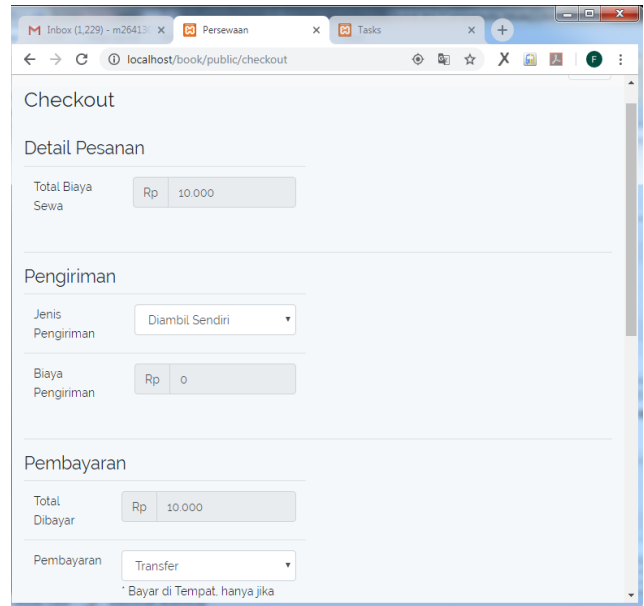 Inbox (1,229) - m26413
Persewaan
Tasks
localhost/book/public/checkout
F
Checkout
Detail Pesanan
Total Biaya
Sewa
Rp
10.000
Pengiriman
Jenis
Pengiriman
Diambil Sendiri
Biaya
Pengiriman
Rp
0
Pembayaran
Total
Dibayar
Rp
10.000
Pembayaran
Transfer
* Bayar di Tempat, hanya jika